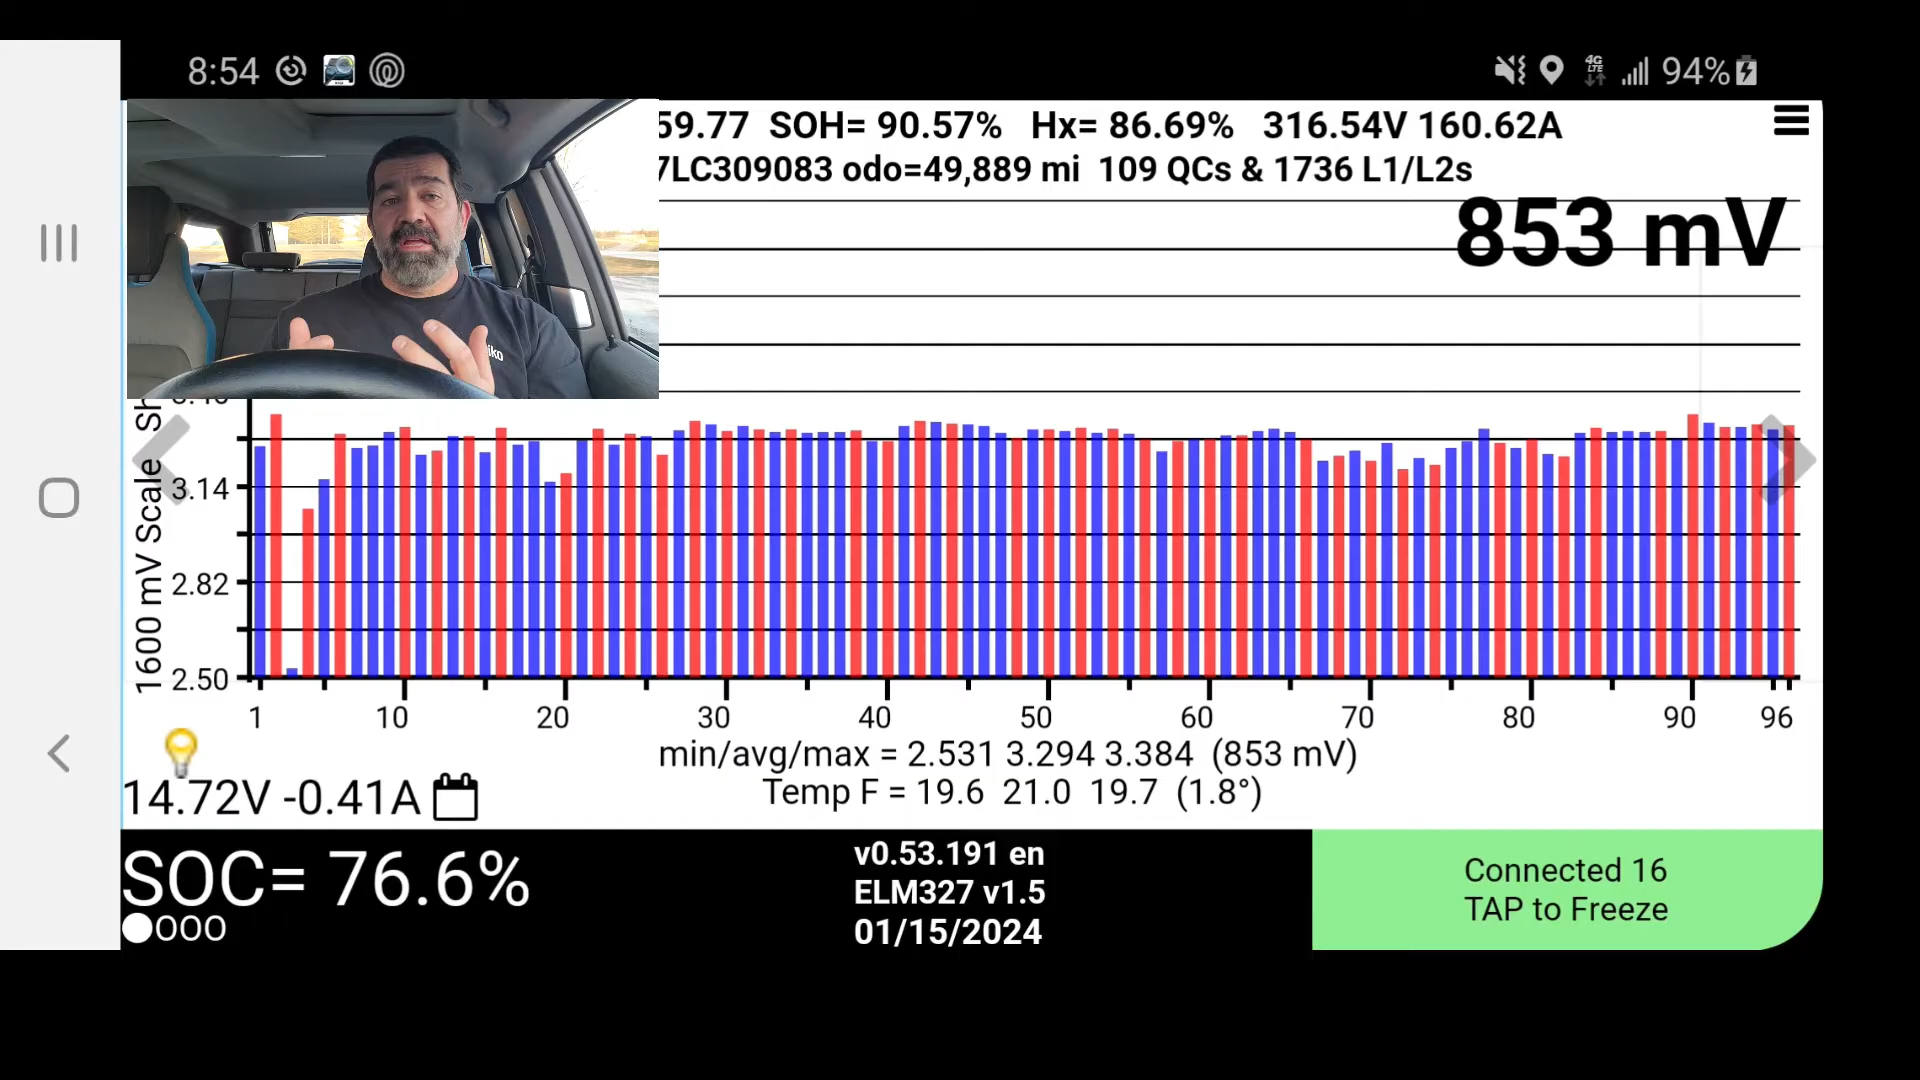 8:54
4G LTE 94%
59.77 SOH= 90.57% Hx= 86.69% 316.54V 160.62A
7LC309083 odo=49,889 mi 109 QCs & 1736 L1/L2s
853 mV
iko
1600 mV Scale Sh
3.14
2.82
2.50
1 10 20 30 40 50 60 70 80 90 96
min/avg/max = 2.531 3.294 3.384 (853 mV)
Temp F = 19.6 21.0 19.7 (1.8°)
14.72V -0.41A
SOC= 76.6%
v0.53.191 en
ELM327 v1.5
01/15/2024
Connected 16
TAP to Freeze